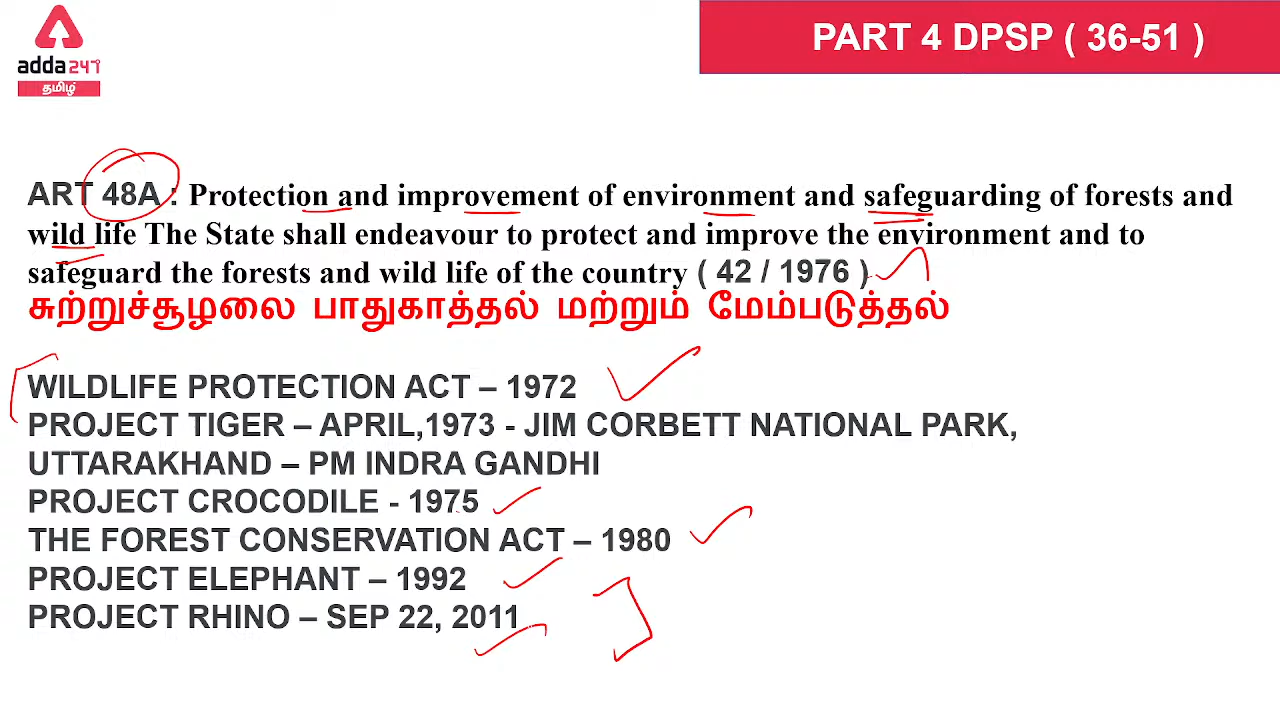 adda247
தமிழ்
PART 4 DPSP ( 36-51 )
ART 48A : Protection and improvement of environment and safeguarding of forests and
wild life The State shall endeavour to protect and improve the environment and to
safeguard the forests and wild life of the country ( 42 / 1976 )
சுற்றுச்சூழலை பாதுகாத்தல் மற்றும் மேம்படுத்தல்
WILDLIFE PROTECTION ACT – 1972
PROJECT TIGER – APRIL,1973 - JIM CORBETT NATIONAL PARK,
UTTARAKHAND – PM INDRA GANDHI
PROJECT CROCODILE - 1975
THE FOREST CONSERVATION ACT – 1980
PROJECT ELEPHANT – 1992
PROJECT RHINO – SEP 22, 2011